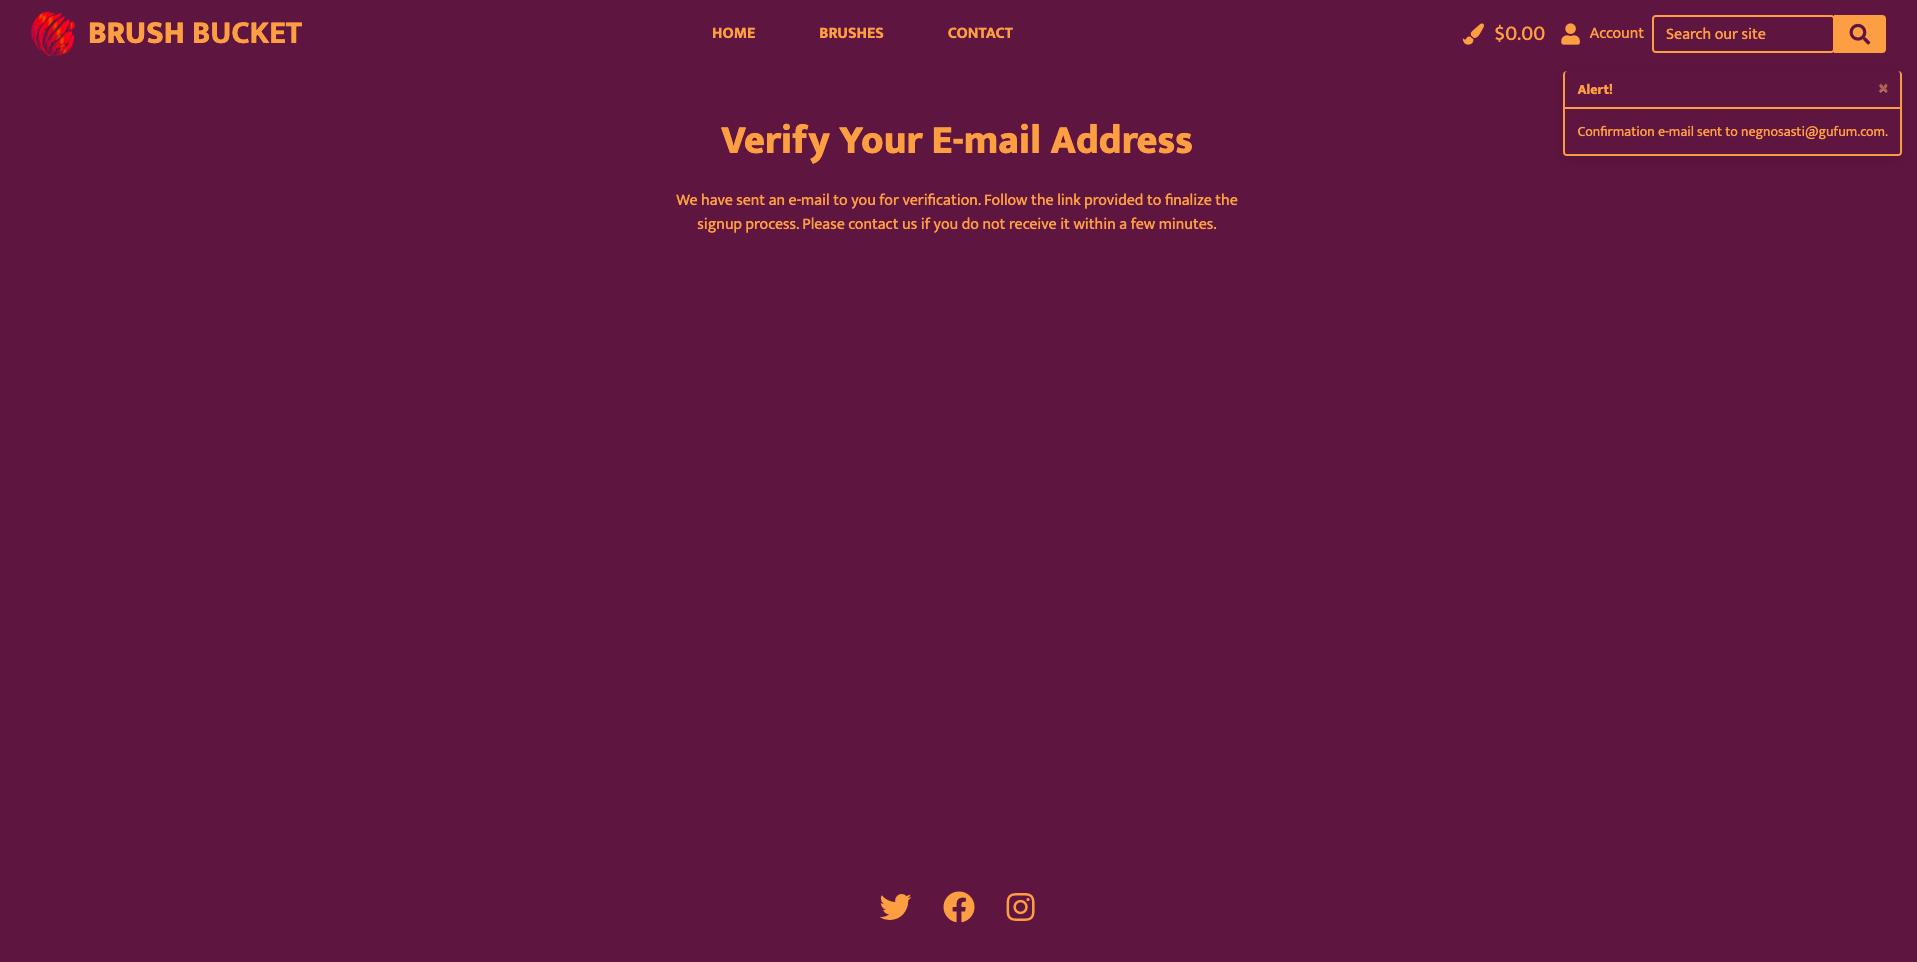 BRUSH BUCKET
HOME
BRUSHES
CONTACT
$0.00
Account
Search our site
Alert!
Confirmation e-mail sent to negnosasti@gufum.com.
Verify Your E-mail Address
We have sent an e-mail to you for verification. Follow the link provided to finalize the
signup process. Please contact us if you do not receive it within a few minutes.